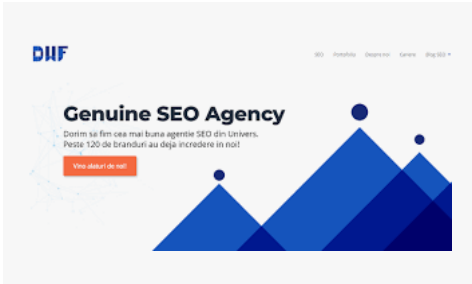 DWF
SEO Portofoliu Despre noi Cariere Blog SEO
Genuine SEO Agency
Dorim sa fim cea mai buna agentie SEO din Univers.
Peste 120 de branduri au deja incredere in noi!
Vino alaturi de noi!